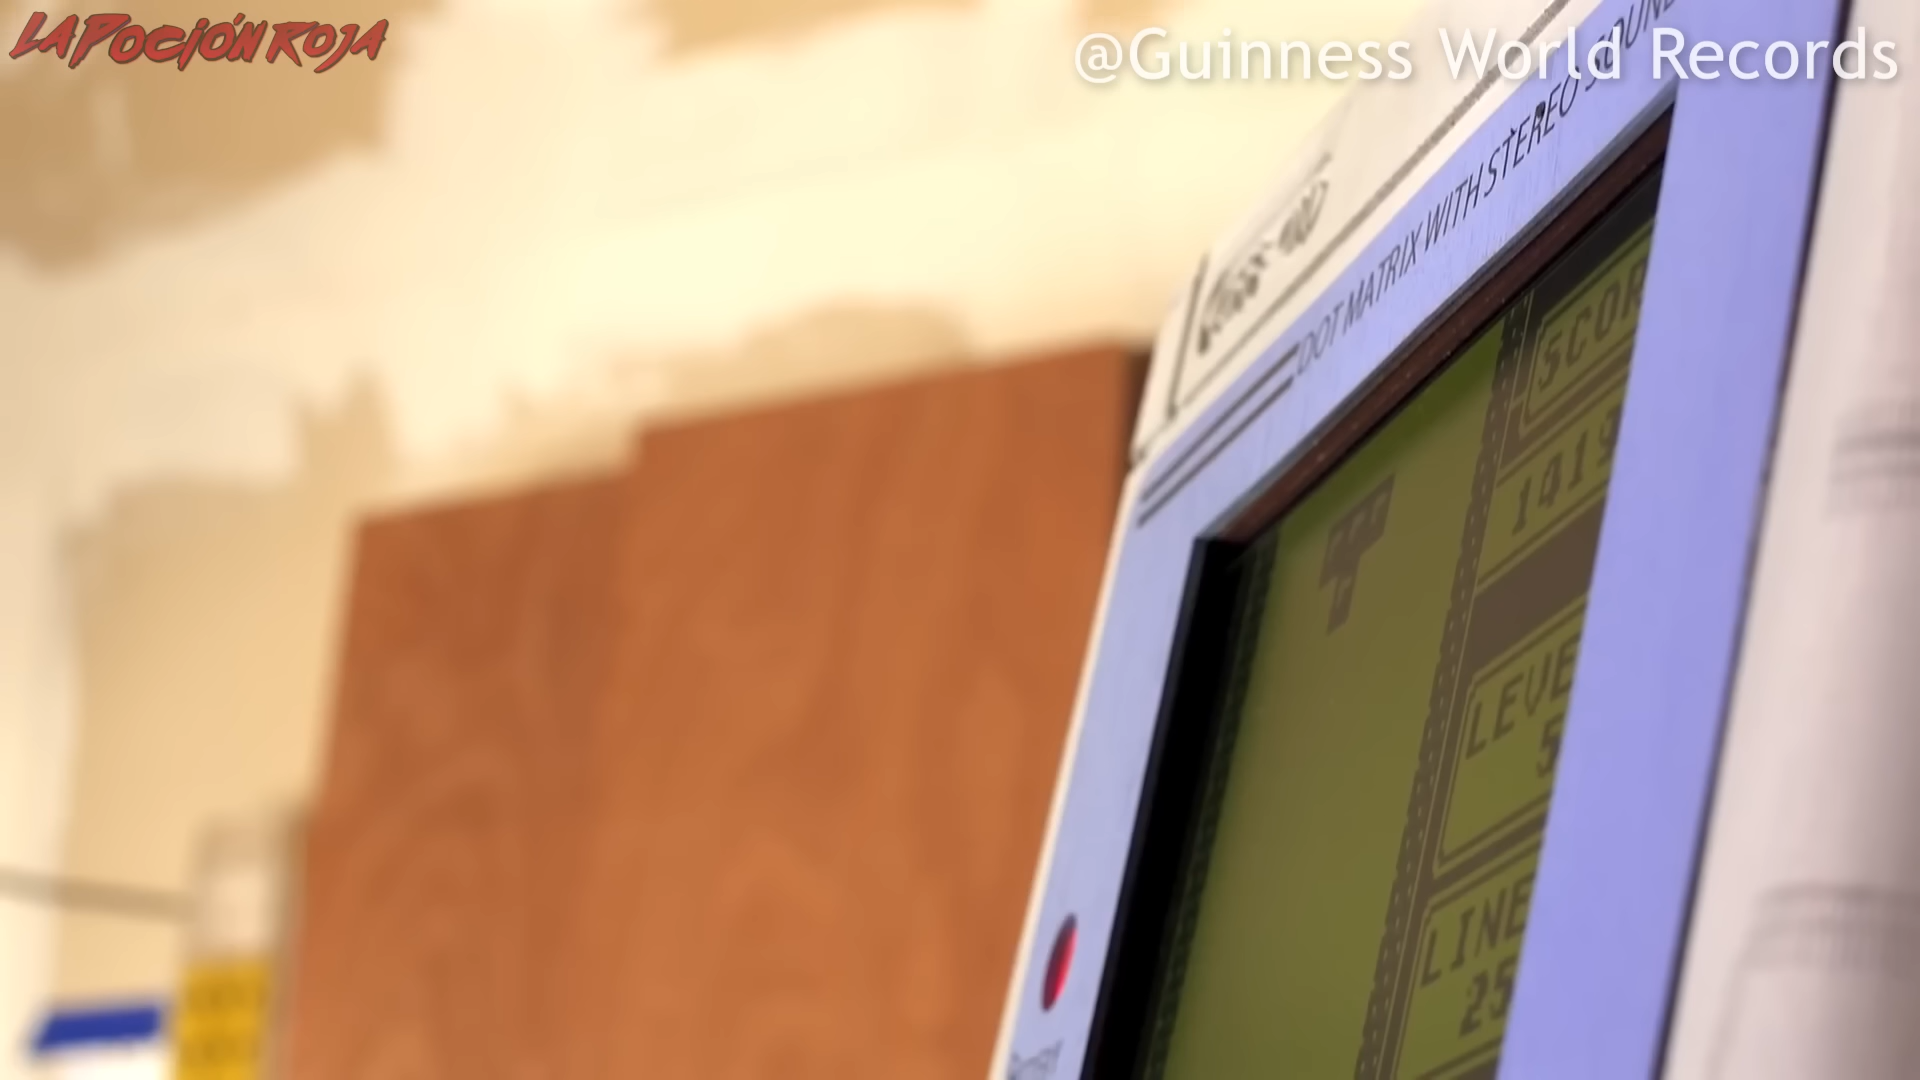 LA POCIÓN ROJA
@Guinness World Records
DOT MATRIX WITH STEREO SOUND
SCOR
1419
LEVE
5
LINE
25